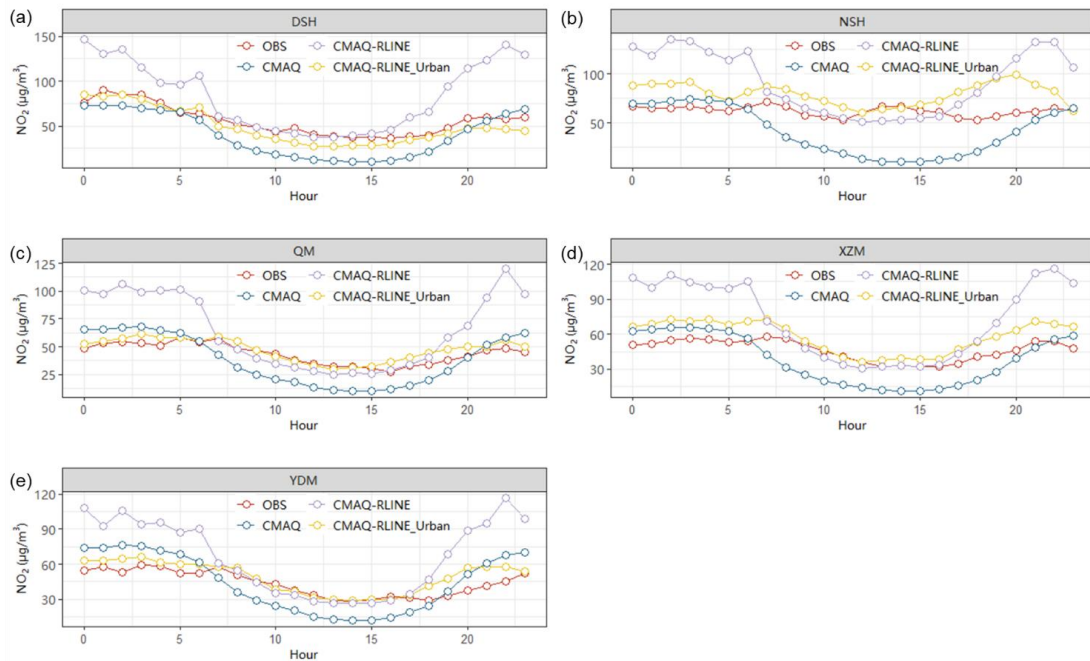 (a)
DSH
NO₂ (μg/m³)
150
100
50
OBS
CMAQ-RLINE
CMAQ
CMAQ-RLINE_Urban
0
5
10
15
20
Hour
(b)
NSH
NO₂ (μg/m³)
100
50
OBS
CMAQ-RLINE
CMAQ
CMAQ-RLINE_Urban
0
5
10
15
20
Hour
(c)
QM
NO₂ (μg/m³)
125
100
75
50
25
OBS
CMAQ-RLINE
CMAQ
CMAQ-RLINE_Urban
0
5
10
15
20
Hour
(d)
XZM
NO₂ (μg/m³)
120
90
60
30
OBS
CMAQ-RLINE
CMAQ
CMAQ-RLINE_Urban
0
5
10
15
20
Hour
(e)
YDM
NO₂ (μg/m³)
120
90
60
30
OBS
CMAQ-RLINE
CMAQ
CMAQ-RLINE_Urban
0
5
10
15
20
Hour